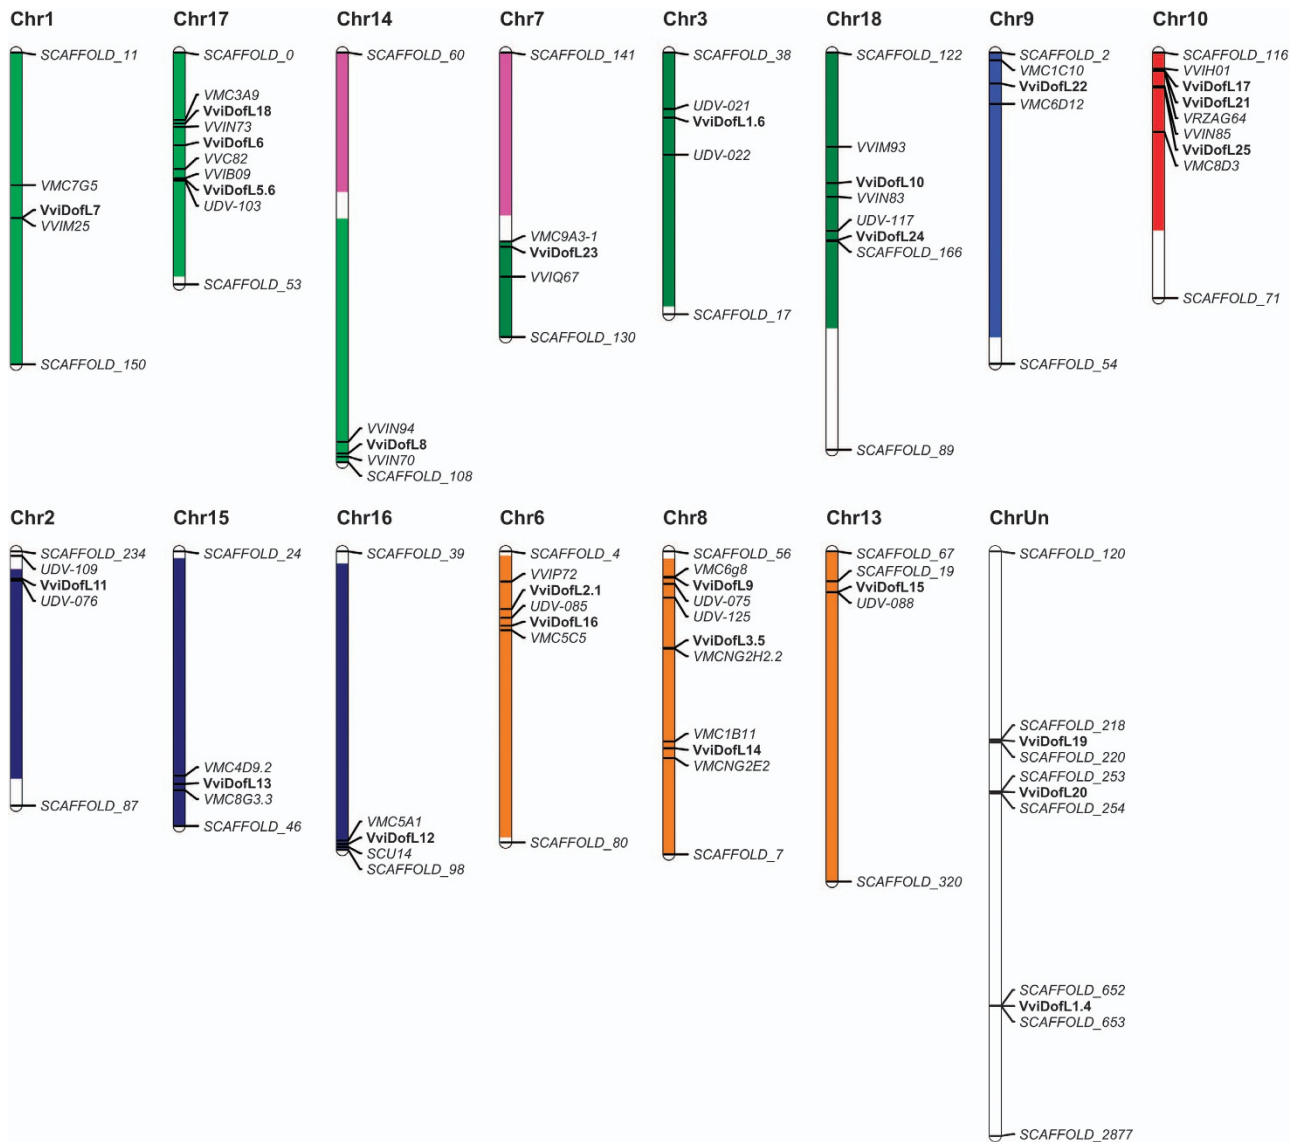 Chr1
SCAFFOLD_11
VMC7G5
VviDofL7
VVIM25
SCAFFOLD_150
Chr17
SCAFFOLD_0
VMC3A9
VviDofL18
VVIN73
VviDofL6
VVC82
VVIB09
VviDofL5.6
UDV-103
SCAFFOLD_53
Chr14
SCAFFOLD_60
VVIN94
VviDofL8
VVIN70
SCAFFOLD_108
Chr7
SCAFFOLD_141
VMC9A3-1
VviDofL23
VVIQ67
SCAFFOLD_130
Chr3
SCAFFOLD_38
UDV-021
VviDofL1.6
UDV-022
SCAFFOLD_17
Chr18
SCAFFOLD_122
VVIM93
VviDofL10
VVIN83
UDV-117
VviDofL24
SCAFFOLD_166
SCAFFOLD_89
Chr9
SCAFFOLD_2
VMC1C10
VviDofL22
VMC6D12
SCAFFOLD_54
Chr10
SCAFFOLD_116
VVIH01
VviDofL17
VviDofL21
VRZAG64
VVIN85
VviDofL25
VMC8D3
SCAFFOLD_71
Chr2
SCAFFOLD_234
UDV-109
VviDofL11
UDV-076
SCAFFOLD_87
Chr15
SCAFFOLD_24
VMC4D9.2
VviDofL13
VMC8G3.3
SCAFFOLD_46
Chr16
SCAFFOLD_39
VMC5A1
VviDofL12
SCU14
SCAFFOLD_98
Chr6
SCAFFOLD_4
VVIP72
VviDofL2.1
UDV-085
VviDofL16
VMC5C5
SCAFFOLD_80
Chr8
SCAFFOLD_56
VMC6g8
VviDofL9
UDV-075
UDV-125
VviDofL3.5
VMCNG2H2.2
VMC1B11
VviDofL14
VMCNG2E2
SCAFFOLD_7
Chr13
SCAFFOLD_67
SCAFFOLD_19
VviDofL15
UDV-088
SCAFFOLD_320
ChrUn
SCAFFOLD_120
SCAFFOLD_218
VviDofL19
SCAFFOLD_220
SCAFFOLD_253
VviDofL20
SCAFFOLD_254
SCAFFOLD_652
VviDofL1.4
SCAFFOLD_653
SCAFFOLD_2877